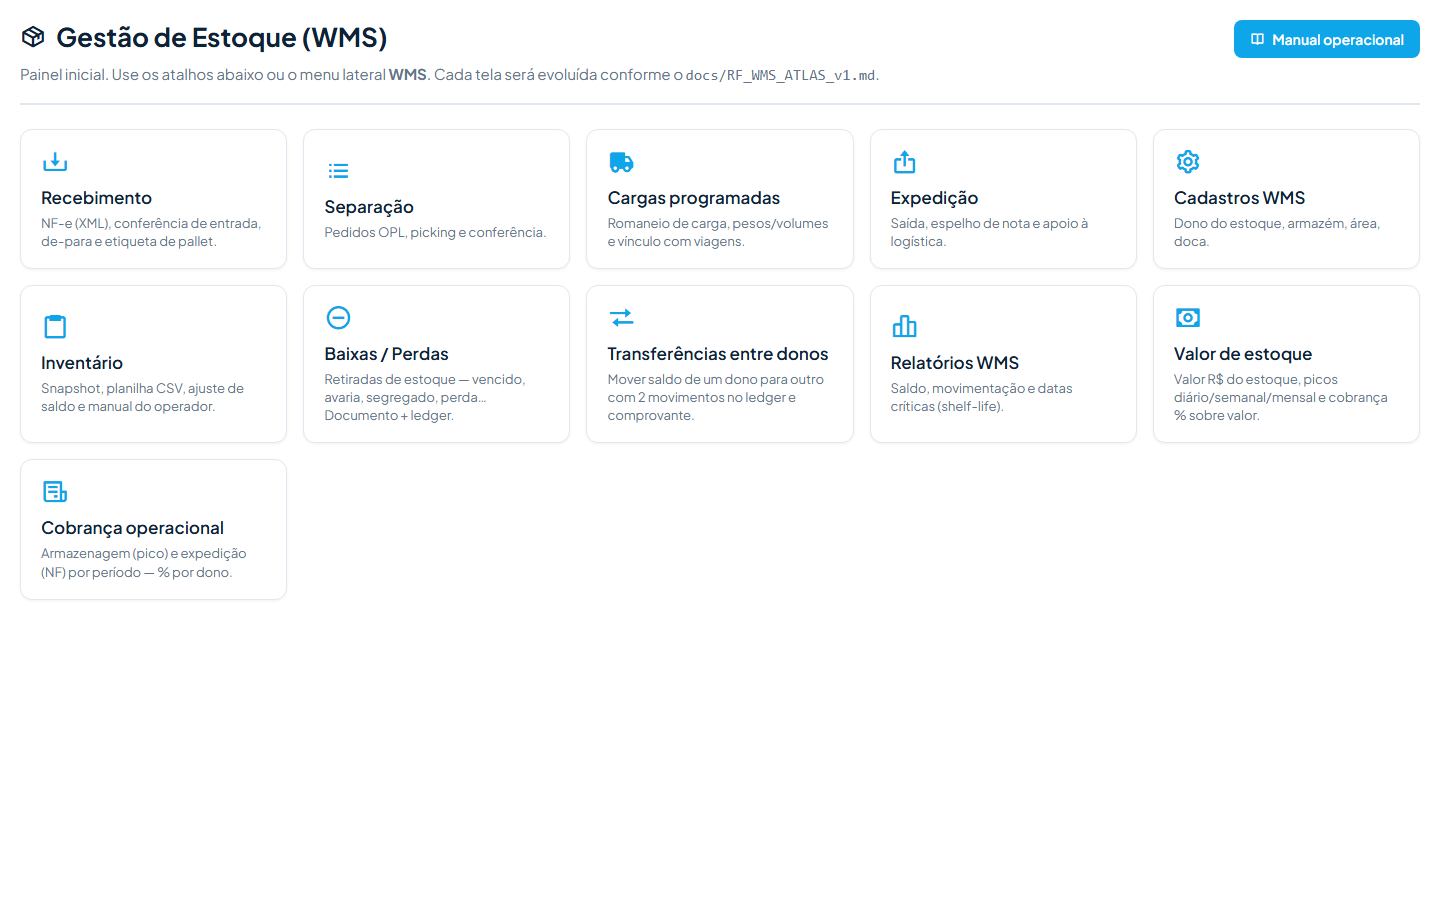 Gestão de Estoque (WMS)
Manual operacional
Painel inicial. Use os atalhos abaixo ou o menu lateral WMS. Cada tela será evoluída conforme o docs/RF_WMS_ATLAS_v1.md.
Recebimento
NF-e (XML), conferência de entrada,
de-para e etiqueta de pallet.
Separação
Pedidos OPL, picking e conferência.
Cargas programadas
Romaneio de carga, pesos/volumes
e vínculo com viagens.
Expedição
Saída, espelho de nota e apoio à
logística.
Cadastros WMS
Dono do estoque, armazém, área,
doca.
Inventário
Snapshot, planilha CSV, ajuste de
saldo e manual do operador.
Baixas / Perdas
Retiradas de estoque — vencido,
avaria, segregado, perda…
Documento + ledger.
Transferências entre donos
Mover saldo de um dono para outro
com 2 movimentos no ledger e
comprovante.
Relatórios WMS
Saldo, movimentação e datas
críticas (shelf-life).
Valor de estoque
Valor R$ do estoque, picos
diário/semanal/mensal e cobrança
% sobre valor.
Cobrança operacional
Armazenagem (pico) e expedição
(NF) por período — % por dono.